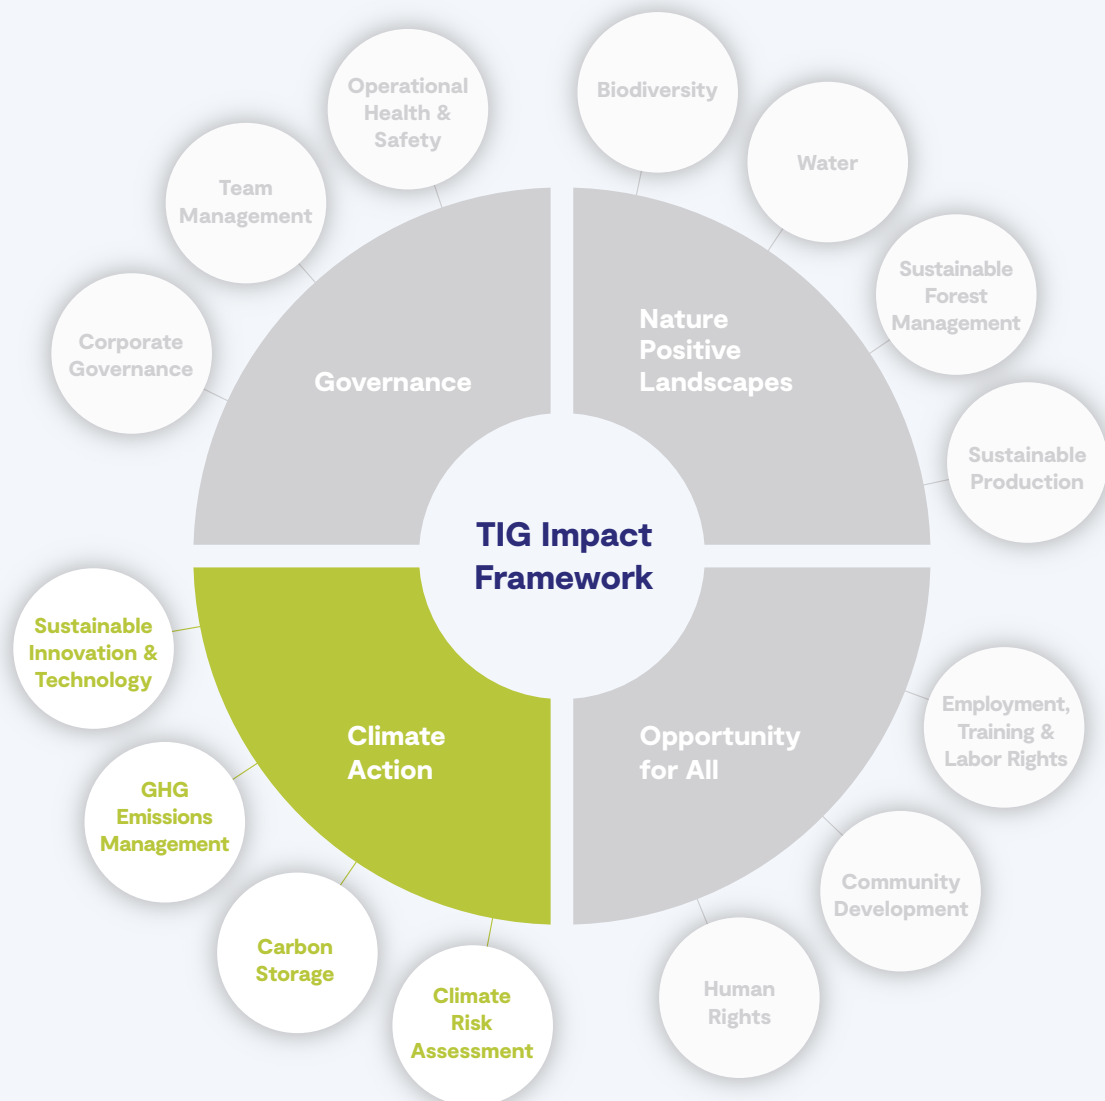 Operational
Health &
Safety
Biodiversity
Team
Management
Water
Corporate
Governance
Sustainable
Forest
Management
Governance
Nature
Positive
Landscapes
Sustainable
Production
TIG Impact
Framework
Sustainable
Innovation &
Technology
GHG
Emissions
Management
Carbon
Storage
Climate
Risk
Assessment
Climate
Action
Opportunity
for All
Employment,
Training &
Labor Rights
Community
Development
Human
Rights